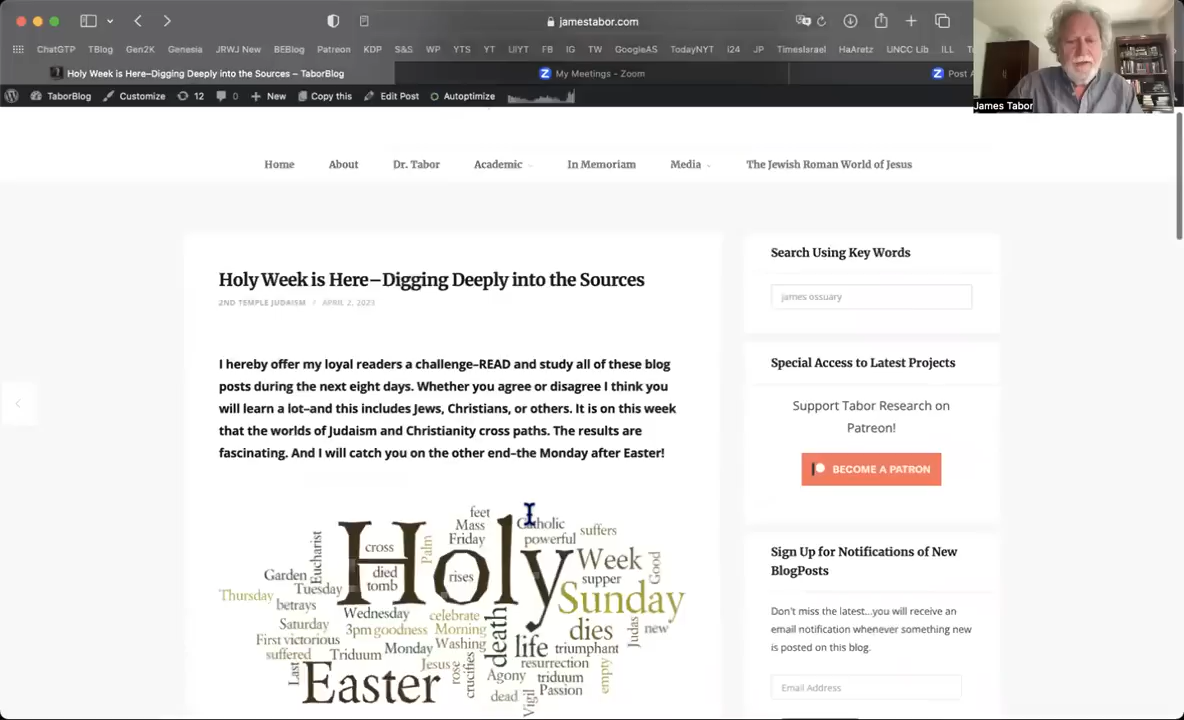 jamestabor.com
ChatGTP TBlog Gen2K Genesia JRWJ New BEBlog Patreon KDP S&S WP YTS YT UIYT FB IG TW GoogleAS TodayNYT i24 JP TimesIsrael HaAretz UNCC Lib ILL
Holy Week is Here–Digging Deeply into the Sources – TaborBlog
My Meetings - Zoom
Post
TaborBlog Customize 12 0 New Copy this Edit Post Autoptimize
James Tabor
Home About Dr. Tabor Academic In Memoriam Media The Jewish Roman World of Jesus
Holy Week is Here–Digging Deeply into the Sources
2ND TEMPLE JUDAISM / APRIL 2, 2023
I hereby offer my loyal readers a challenge–READ and study all of these blog
posts during the next eight days. Whether you agree or disagree I think you
will learn a lot–and this includes Jews, Christians, or others. It is on this week
that the worlds of Judaism and Christianity cross paths. The results are
fascinating. And I will catch you on the other end–the Monday after Easter!
feet
Mass
Catholic
suffers
Friday
powerful
Eucharist
cross
Palm
Holy
Week
Good
Garden
died
rises
supper
tomb
Thursday
Tuesday
Sunday
betrays
Wednesday
celebrate
death
dies
Judas
new
Saturday
3pm
goodness
Morning
First
victorious
Monday
Washing
life
triumphant
suffered
Triduum
Jesus
rose
crucifies
resurrection
empty
Last
Easter
Agony
triduum
dead
Vigil
Passion
Search Using Key Words
james ossuary
Special Access to Latest Projects
Support Tabor Research on
Patreon!
BECOME A PATRON
Sign Up for Notifications of New
BlogPosts
Don't miss the latest...you will receive an
email notification whenever something new
is posted on this blog.
Email Address